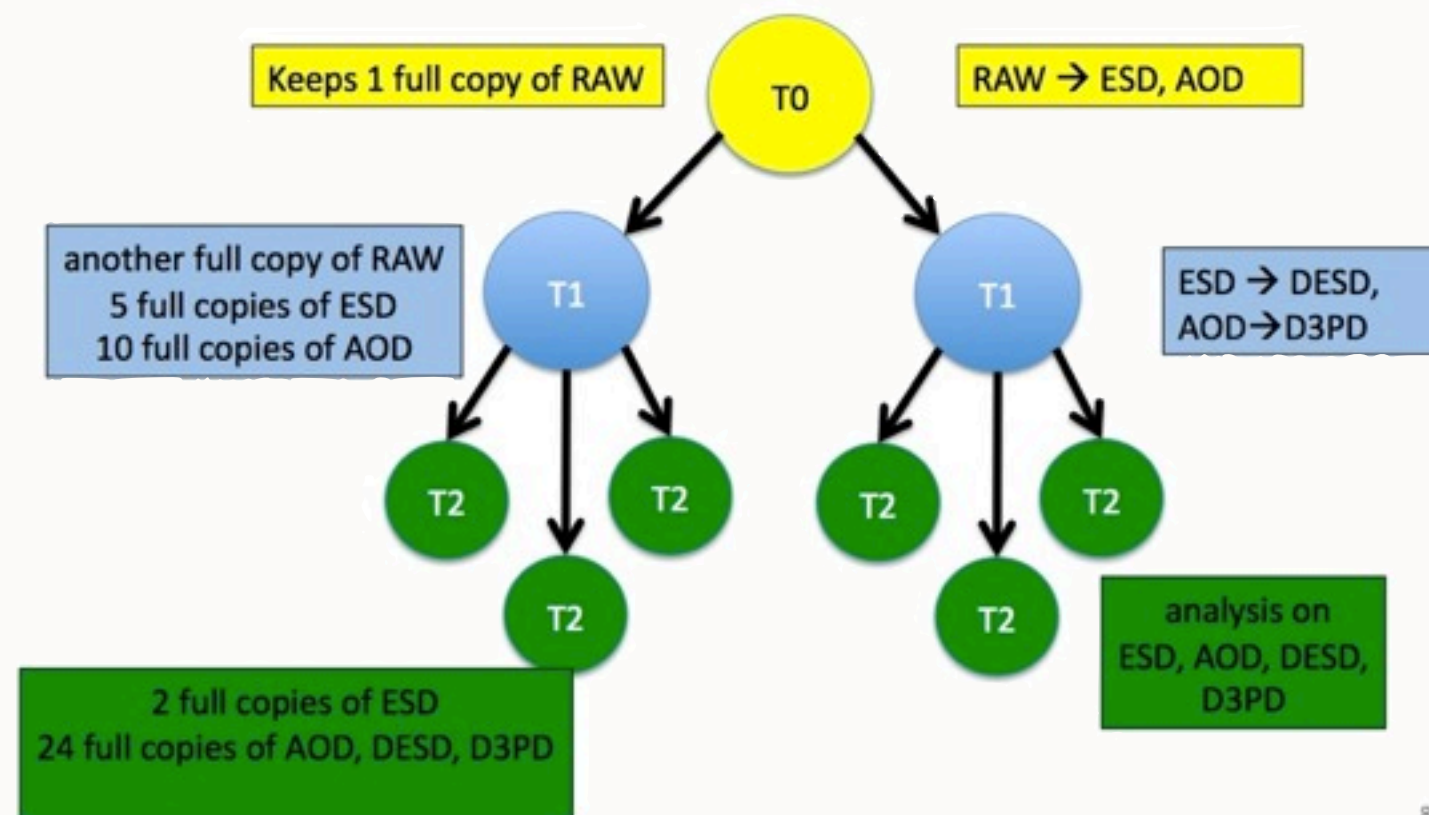 Keeps 1 full copy of RAW
T0
RAW → ESD, AOD
another full copy of RAW
5 full copies of ESD
10 full copies of AOD
T1
T1
ESD → DESD,
AOD→D3PD
T2
T2
T2
T2
T2
T2
analysis on
ESD, AOD, DESD,
D3PD
2 full copies of ESD
24 full copies of AOD, DESD, D3PD